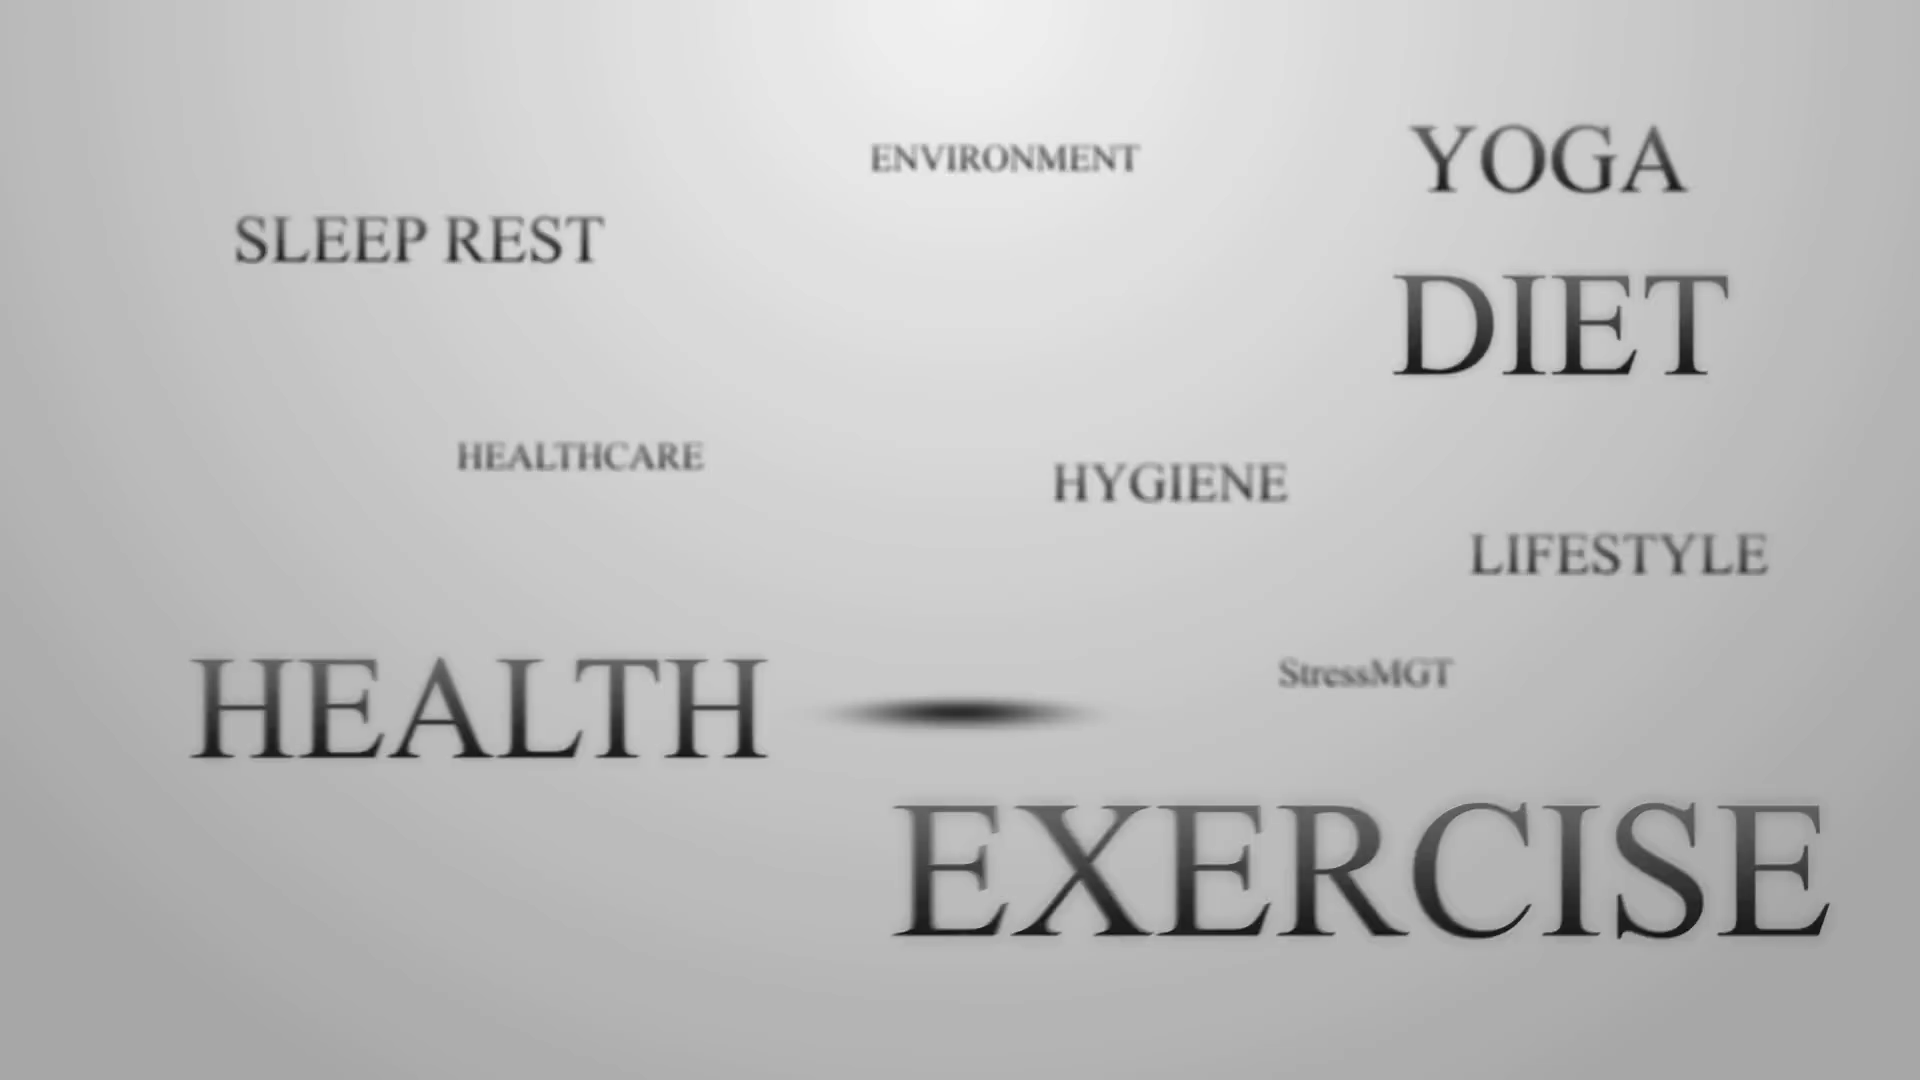 ENVIRONMENT
YOGA
SLEEP REST
DIET
HEALTHCARE
HYGIENE
LIFESTYLE
HEALTH
StressMGT
EXERCISE